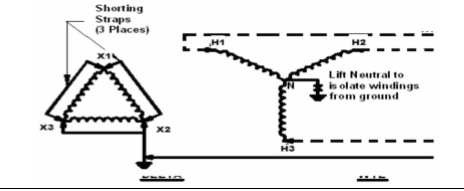 Shorting
Straps
(3 Places)
X1
H1
H2
Lift Neutral to
isolate windings
from ground
N
X3
X2
H3